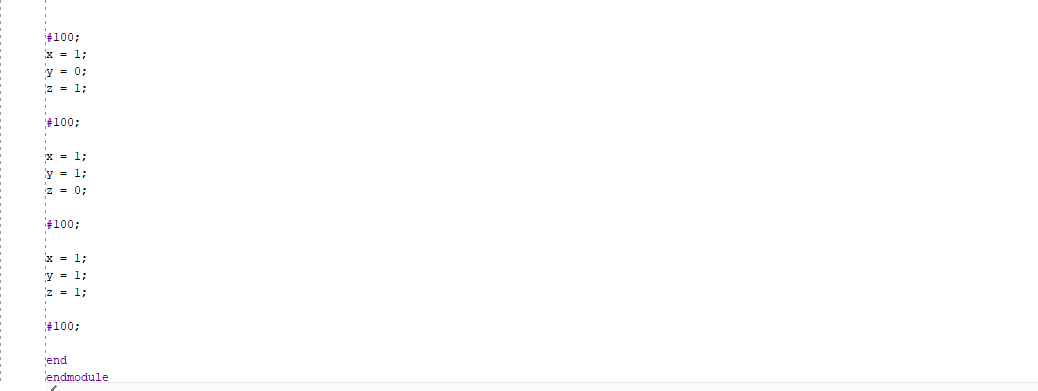 #100;
x = 1;
y = 0;
z = 1;
#100;
x = 1;
y = 1;
z = 0;
#100;
x = 1;
y = 1;
z = 1;
#100;
end
endmodule